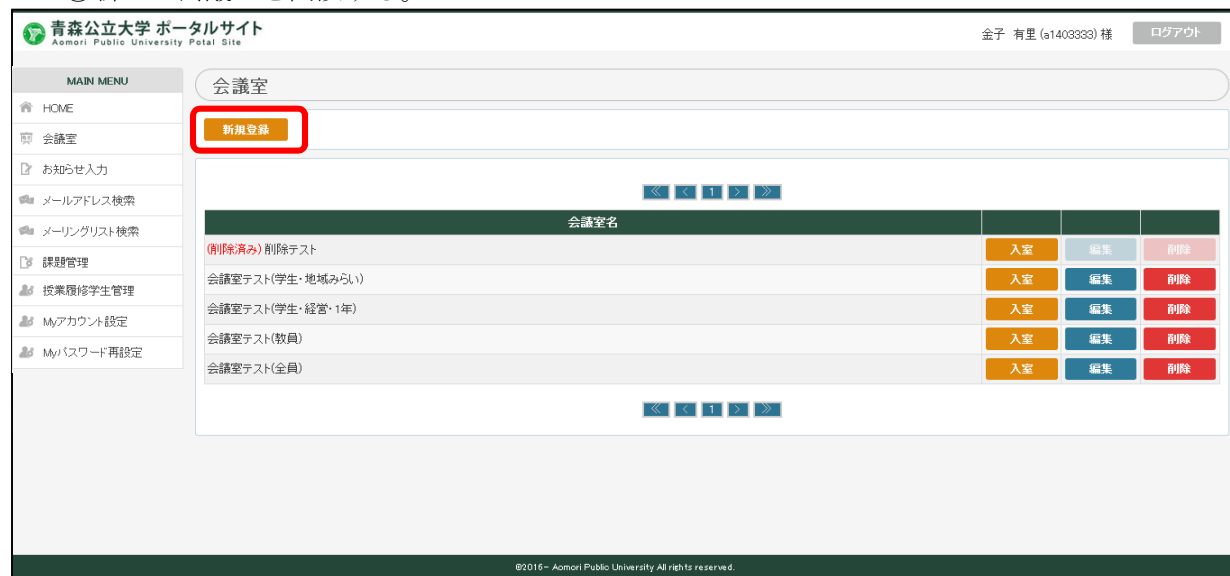 青森公立大学 ポータルサイト
Aomori Public University Potal Site
金子 有里 (a1403333) 様
ログアウト
MAIN MENU
HOME
会議室
お知らせ入力
メールアドレス検索
メーリングリスト検索
課題管理
授業履修学生管理
Myアカウント設定
Myパスワード再設定
会議室
新規登録
≪ < 1 > ≫
会議室名
(削除済み) 削除テスト 入室 編集 削除
会議室テスト(学生・地域みらい) 入室 編集 削除
会議室テスト(学生・経営・1年) 入室 編集 削除
会議室テスト(教員) 入室 編集 削除
会議室テスト(全員) 入室 編集 削除
≪ < 1 > ≫
©2016- Aomori Public University All rights reserved.